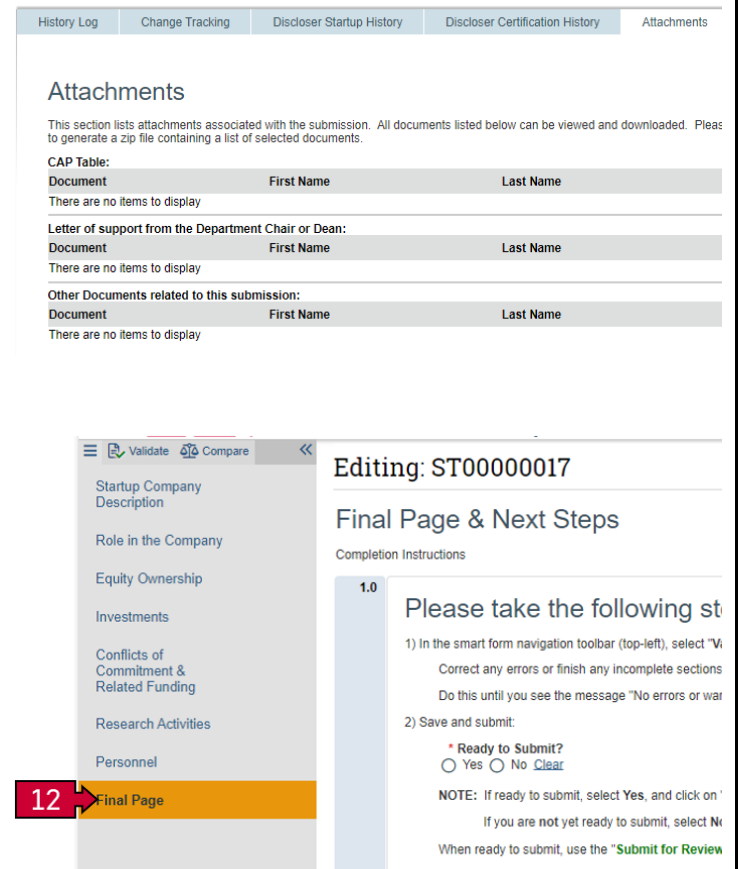 History Log Change Tracking Discloser Startup History Discloser Certification History Attachments
Attachments
This section lists attachments associated with the submission. All documents listed below can be viewed and downloaded. Pleas
to generate a zip file containing a list of selected documents.
CAP Table:
Document First Name Last Name
There are no items to display
Letter of support from the Department Chair or Dean:
Document First Name Last Name
There are no items to display
Other Documents related to this submission:
Document First Name Last Name
There are no items to display
Validate Compare
Editing: ST00000017
Startup Company
Description
Final Page & Next Steps
Role in the Company
Completion Instructions
Equity Ownership
1.0
Please take the following st
Investments
1) In the smart form navigation toolbar (top-left), select "Va
Conflicts of
Commitment &
Related Funding
Correct any errors or finish any incomplete sections
Do this until you see the message "No errors or war
Research Activities
2) Save and submit:
* Ready to Submit?
Personnel
Yes No Clear
12
Final Page
NOTE: If ready to submit, select Yes, and click on "
If you are not yet ready to submit, select No
When ready to submit, use the "Submit for Review